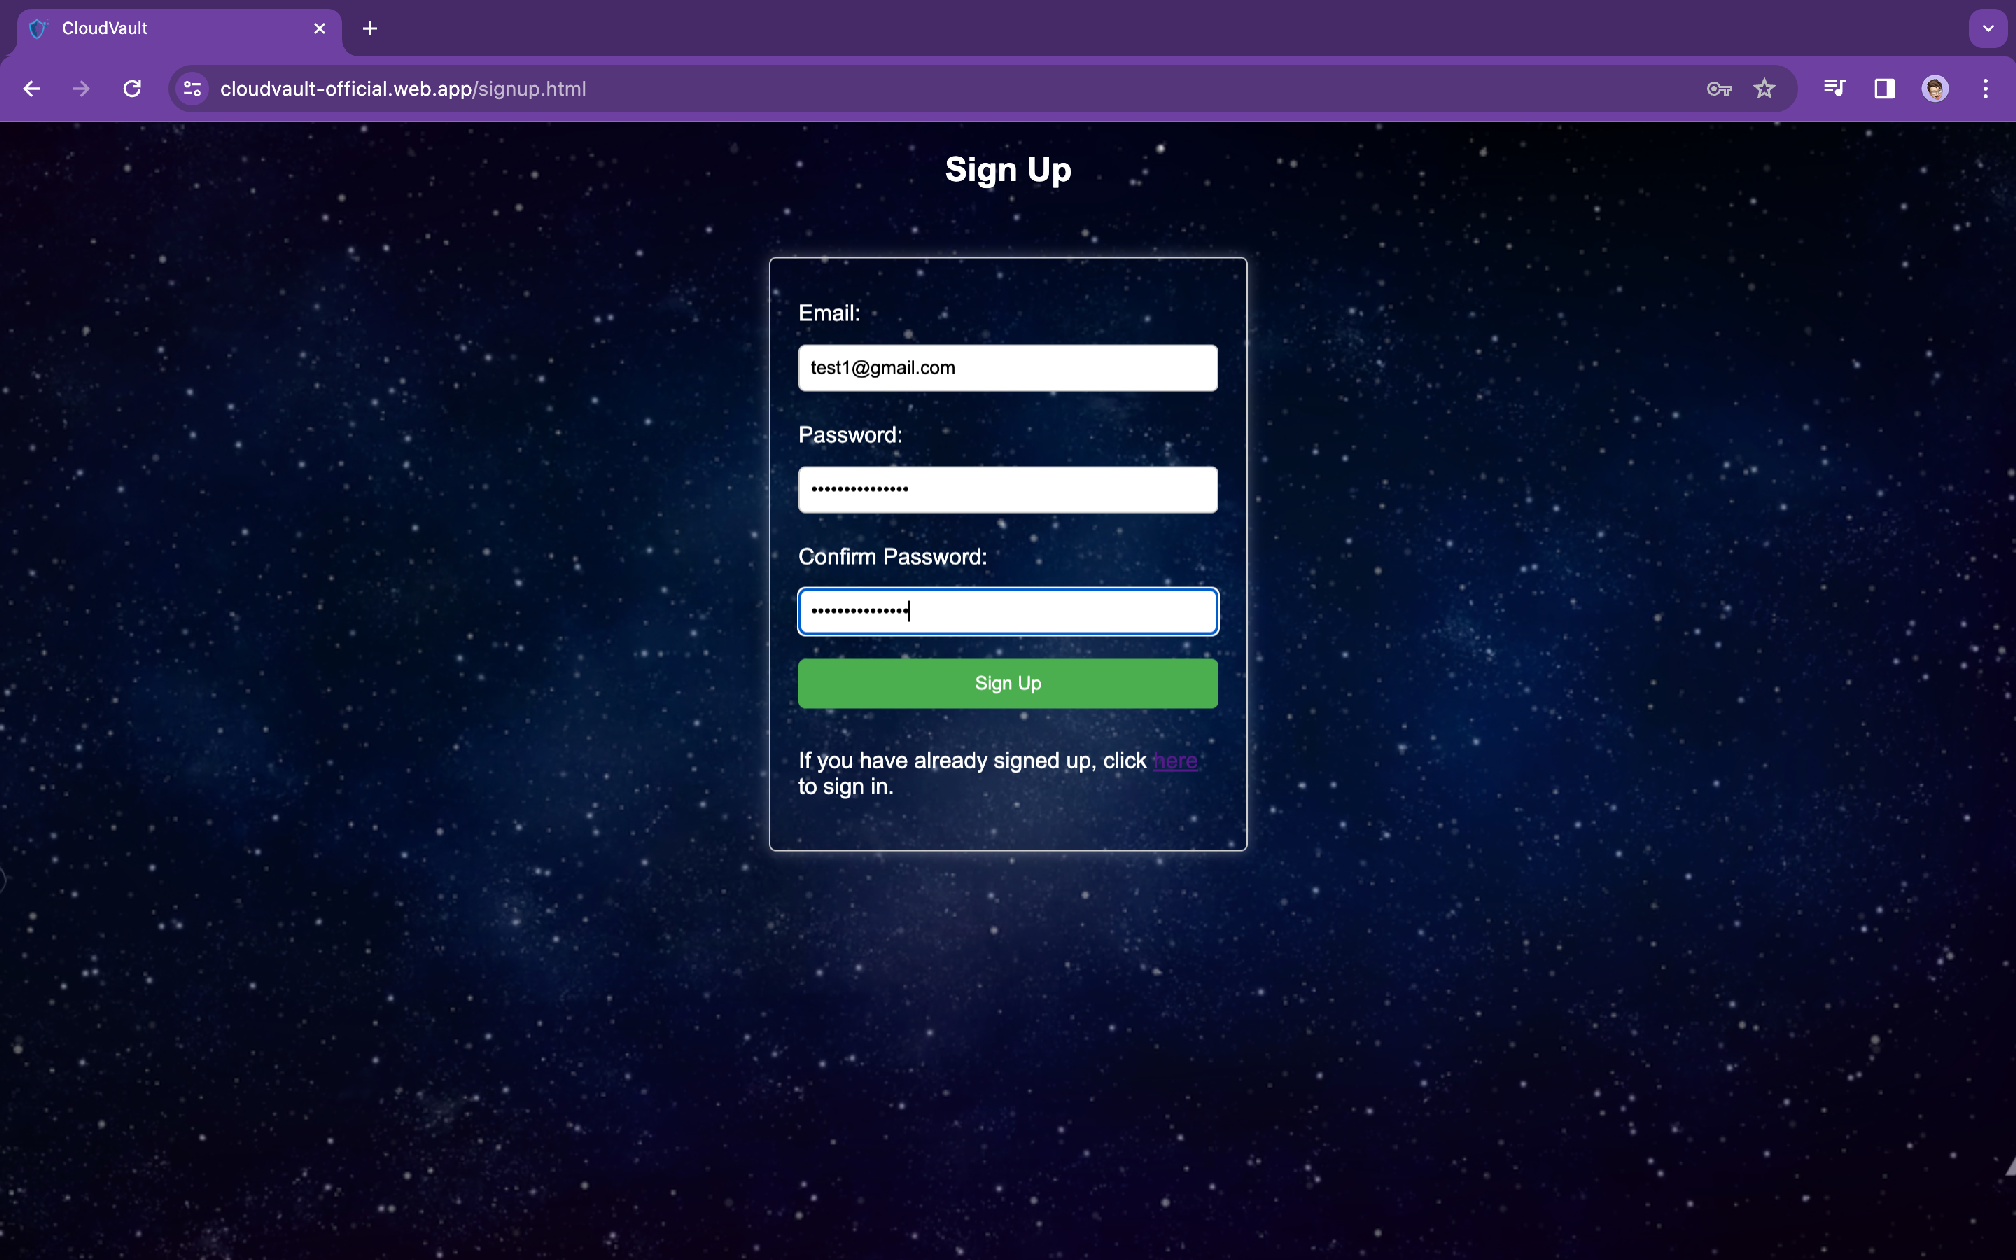 CloudVault
cloudvault-official.web.app/signup.html
Sign Up
Email:
test1@gmail.com
Password:
•••••••••••••••
Confirm Password:
•••••••••••••••
Sign Up
If you have already signed up, click here
to sign in.